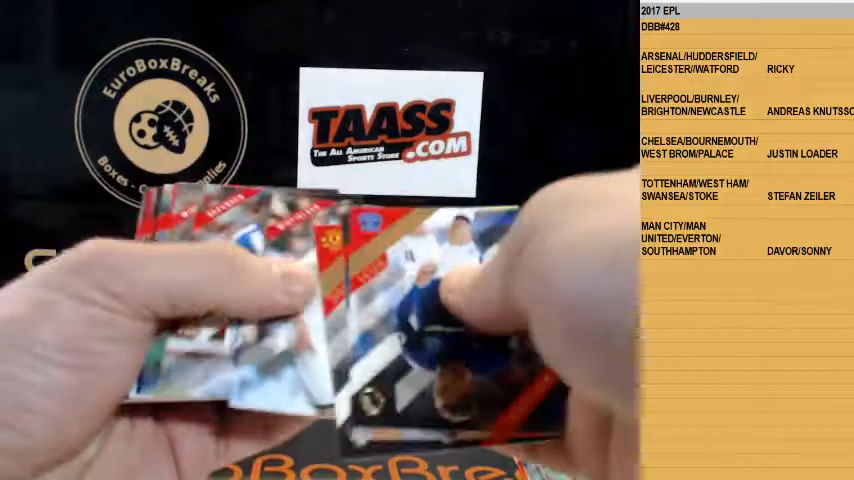 EuroBoxBreaks
TAASS
.COM
THE ALL AMERICAN
SPORTS STORE
2017 EPL
DBB#428
ARSENAL/HUDDERSFIELD/
LEICESTER//WATFORD RICKY
LIVERPOOL/BURNLEY/
BRIGHTON/NEWCASTLE ANDREAS KNUTSSO
CHELSEA/BOURNEMOUTH/
WEST BROM/PALACE JUSTIN LOADER
TOTTENHAM/WEST HAM/
SWANSEA/STOKE STEFAN ZEILER
MAN CITY/MAN
UNITED/EVERTON/
SOUTHHAMPTON DAVOR/SONNY